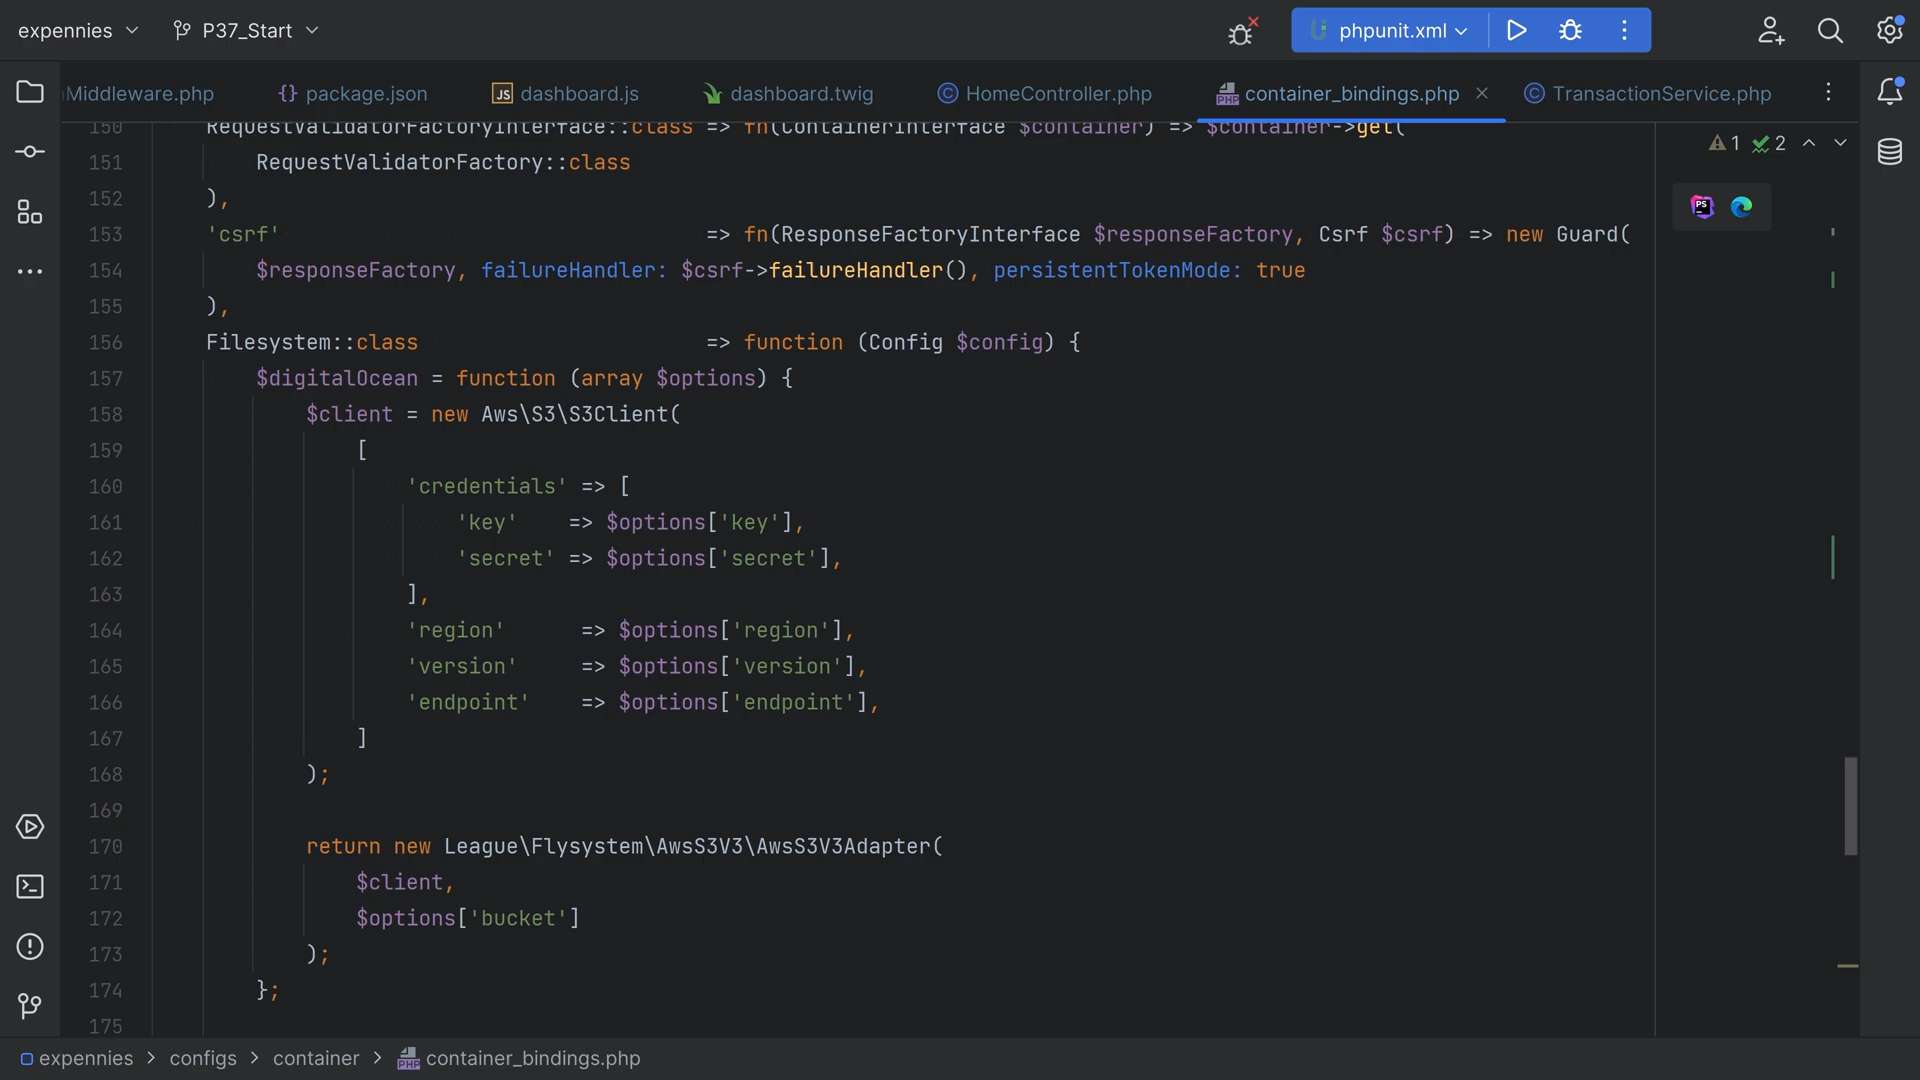 expennies
P37_Start
phpunit.xml
Middleware.php
package.json
dashboard.js
dashboard.twig
HomeController.php
container_bindings.php
TransactionService.php
1
2
150 RequestValidatorFactoryInterface::class => fn(ContainerInterface $container) => $container->get(
151 RequestValidatorFactory::class
152 ),
153 'csrf' => fn(ResponseFactoryInterface $responseFactory, Csrf $csrf) => new Guard(
154 $responseFactory, failureHandler: $csrf->failureHandler(), persistentTokenMode: true
155 ),
156 Filesystem::class => function (Config $config) {
157 $digitalOcean = function (array $options) {
158 $client = new Aws\S3\S3Client(
159 [
160 'credentials' => [
161 'key' => $options['key'],
162 'secret' => $options['secret'],
163 ],
164 'region' => $options['region'],
165 'version' => $options['version'],
166 'endpoint' => $options['endpoint'],
167 ]
168 );
169
170 return new League\Flysystem\AwsS3V3\AwsS3V3Adapter(
171 $client,
172 $options['bucket']
173 );
174 };
175
expennies > configs > container > container_bindings.php